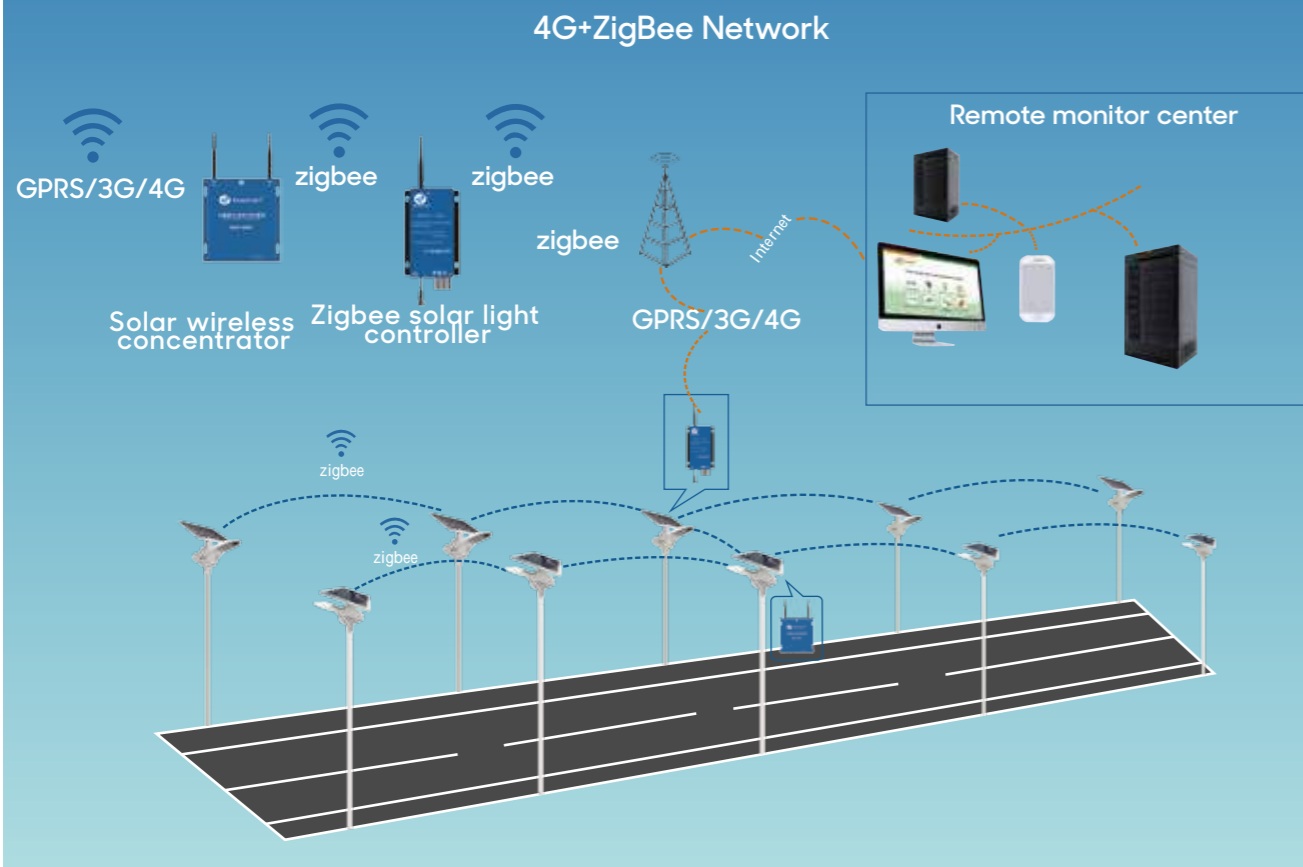 4G+ZigBee Network
Remote monitor center
GPRS/3G/4G
zigbee
zigbee
zigbee
Internet
Solar wireless
concentrator
Zigbee solar light
controller
GPRS/3G/4G
zigbee
zigbee